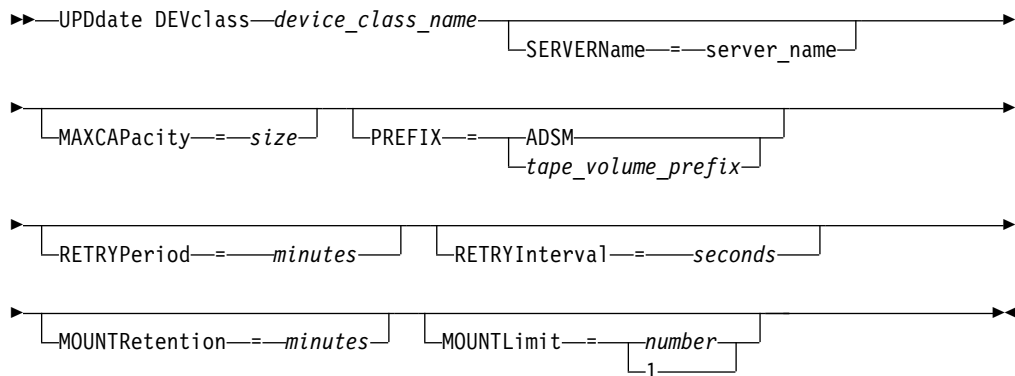 UPDdate DEVclass device_class_name
SERVERName = server_name
MAXCAPacity = size PREFIX = ADSM
tape_volume_prefix
RETRYPeriod = minutes RETRYInterval = seconds
MOUNTRetention = minutes MOUNTLimit = number
1